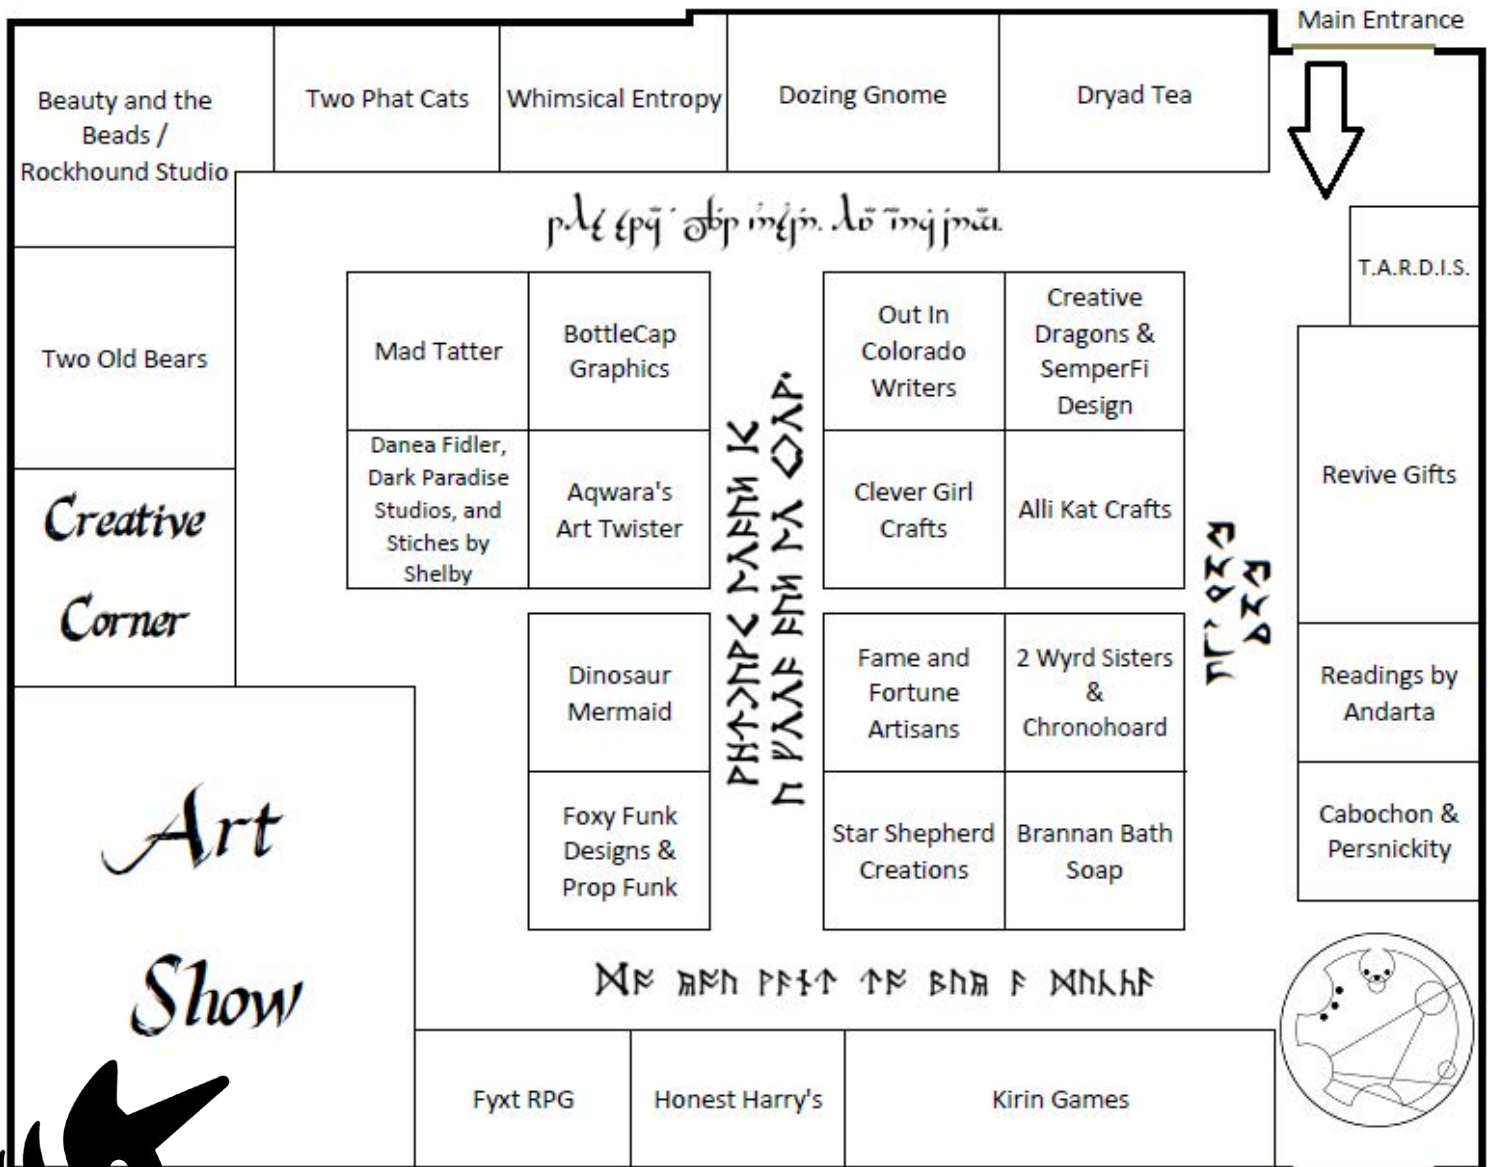 Main Entrance
Beauty and the
Beads /
Rockhound Studio
Two Phat Cats
Whimsical Entropy
Dozing Gnome
Dryad Tea
T.A.R.D.I.S.
Two Old Bears
Mad Tatter
BottleCap
Graphics
Out In
Colorado
Writers
Creative
Dragons &
SemperFi
Design
Revive Gifts
Creative
Corner
Danea Fidler,
Dark Paradise
Studios, and
Stiches by
Shelby
Aqwara's
Art Twister
Clever Girl
Crafts
Alli Kat Crafts
Dinosaur
Mermaid
Fame and
Fortune
Artisans
2 Wyrd Sisters
&
Chronohoard
Readings by
Andarta
Art
Show
Foxy Funk
Designs &
Prop Funk
Star Shepherd
Creations
Brannan Bath
Soap
Cabochon &
Persnickity
Fyxt RPG
Honest Harry's
Kirin Games